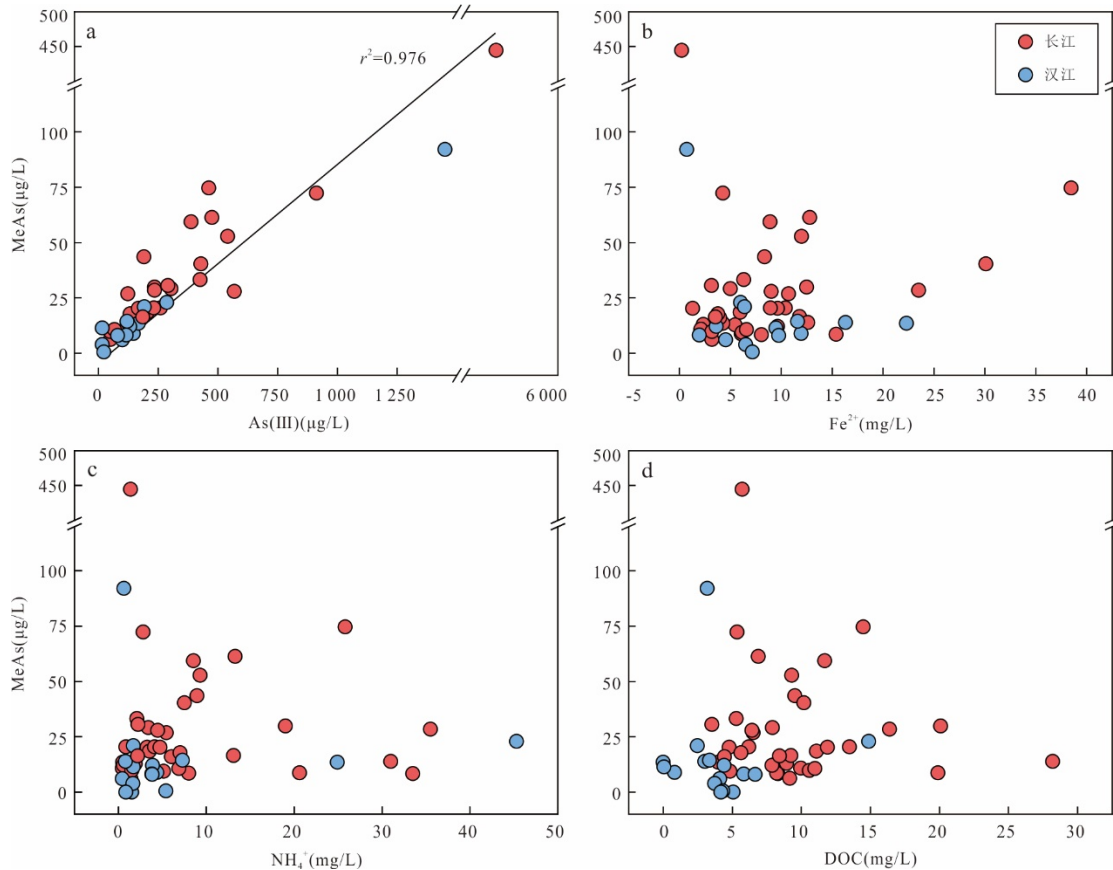 a
r²=0.976
500
450
100
75
50
25
0
MeAs(μg/L)
0 250 500 750 1 000 1 250 6 000
As(III)(μg/L)
b
长江
汉江
500
450
100
75
50
25
0
-5 0 5 10 15 20 25 30 35 40
Fe²⁺(mg/L)
c
500
450
100
75
50
25
0
MeAs(μg/L)
0 10 20 30 40 50
NH₄⁺(mg/L)
d
500
450
100
75
50
25
0
0 5 10 15 20 25 30
DOC(mg/L)